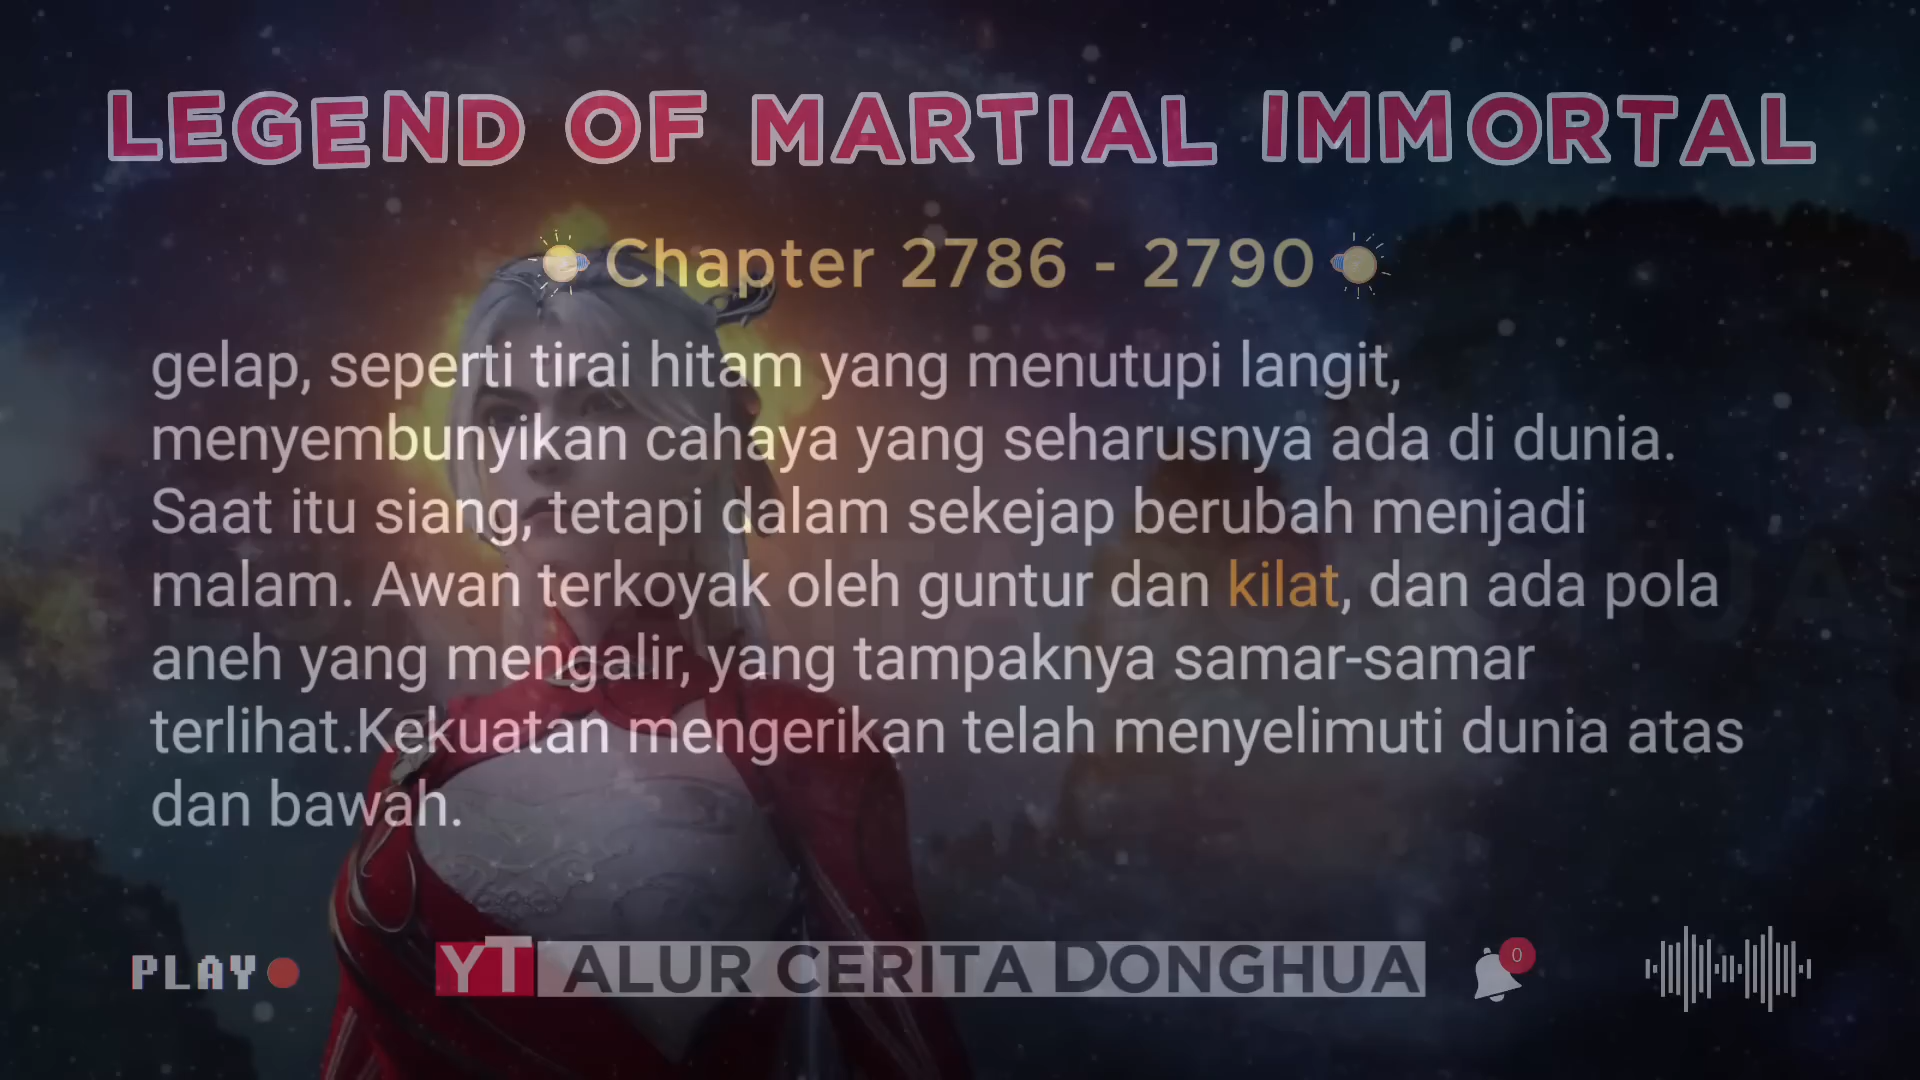 LEGEND OF MARTIAL IMMORTAL
Chapter 2786 - 2790
gelap, seperti tirai hitam yang menutupi langit,
menyembunyikan cahaya yang seharusnya ada di dunia.
Saat itu siang, tetapi dalam sekejap berubah menjadi
malam. Awan terkoyak oleh guntur dan kilat, dan ada pola
aneh yang mengalir, yang tampaknya samar-samar
terlihat.Kekuatan mengerikan telah menyelimuti dunia atas
dan bawah.
PLAY
YT ALUR CERITA DONGHUA
0